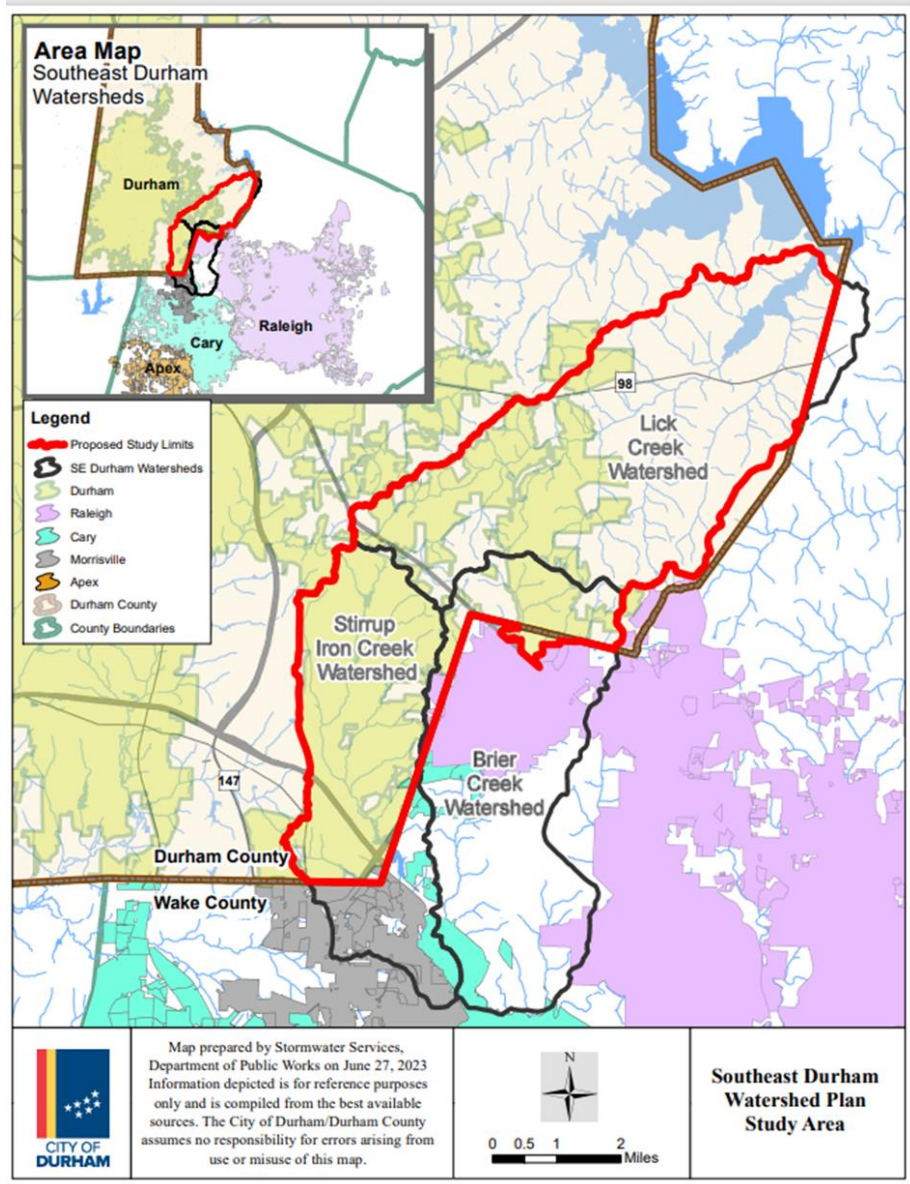 Area Map
Southeast Durham
Watersheds
Durham
Raleigh
Cary
Apex
Legend
Proposed Study Limits
SE Durham Watersheds
Durham
Raleigh
Cary
Morrisville
Apex
Durham County
County Boundaries
98
Lick
Creek
Watershed
Stirrup
Iron Creek
Watershed
Brier
Creek
Watershed
147
Durham County
Wake County
CITY OF
DURHAM
Map prepared by Stormwater Services,
Department of Public Works on June 27, 2023
Information depicted is for reference purposes
only and is compiled from the best available
sources. The City of Durham/Durham County
assumes no responsibility for errors arising from
use or misuse of this map.
N
0 0.5 1 2
Miles
Southeast Durham
Watershed Plan
Study Area